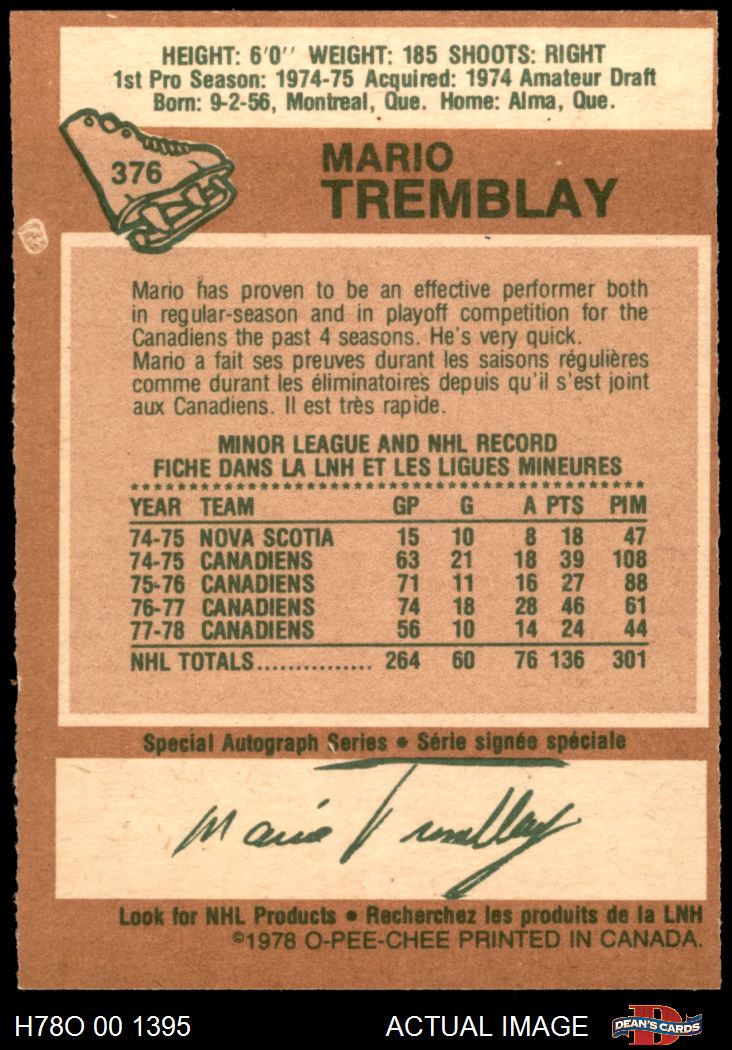 HEIGHT: 6'0'' WEIGHT: 185 SHOOTS: RIGHT
1st Pro Season: 1974-75 Acquired: 1974 Amateur Draft
Born: 9-2-56, Montreal, Que. Home: Alma, Que.
376
MARIO
TREMBLAY
Mario has proven to be an effective performer both
in regular-season and in playoff competition for the
Canadiens the past 4 seasons. He's very quick.
Mario a fait ses preuves durant les saisons régulières
comme durant les éliminatoires depuis qu'il s'est joint
aux Canadiens. Il est très rapide.
MINOR LEAGUE AND NHL RECORD
FICHE DANS LA LNH ET LES LIGUES MINEURES
YEAR TEAM GP G A PTS PIM
74-75 NOVA SCOTIA 15 10 8 18 47
74-75 CANADIENS 63 21 18 39 108
75-76 CANADIENS 71 11 16 27 88
76-77 CANADIENS 74 18 28 46 61
77-78 CANADIENS 56 10 14 24 44
NHL TOTALS............... 264 60 76 136 301
Special Autograph Series • Série signée spéciale
Mario Tremblay
Look for NHL Products • Recherchez les produits de la LNH
©1978 O-PEE-CHEE PRINTED IN CANADA.
H78O 00 1395 ACTUAL IMAGE DEAN'S CARDS